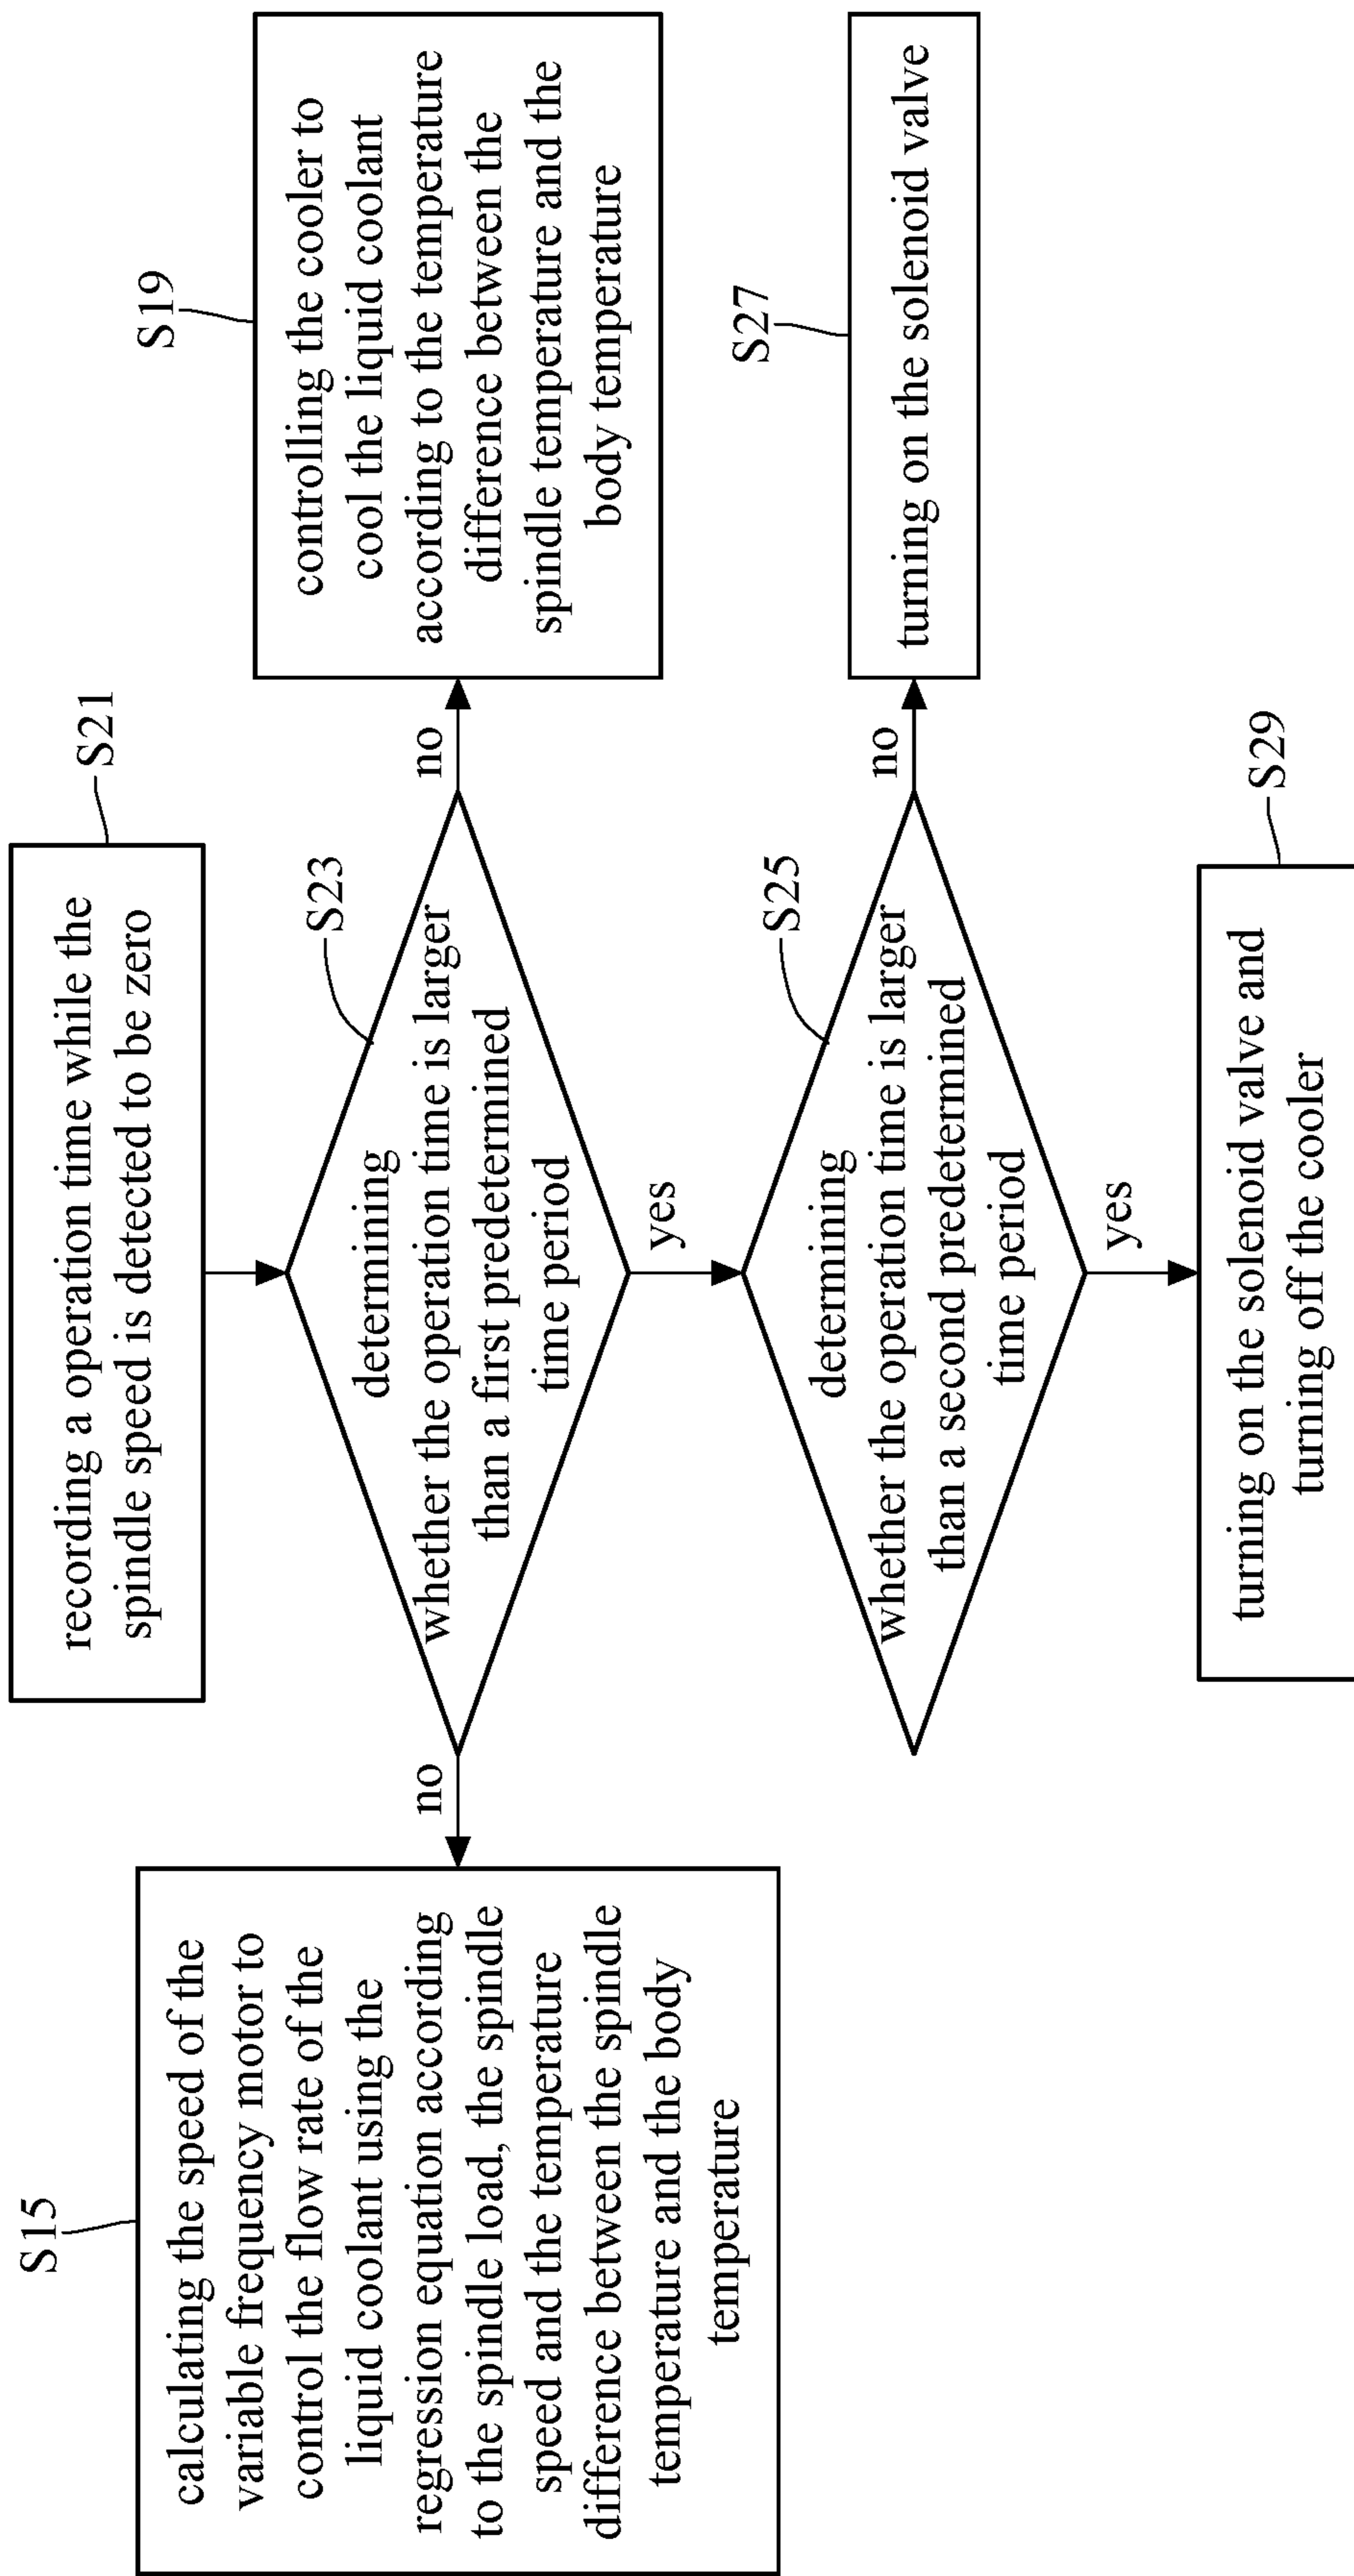 S21
recording a operation time while the
spindle speed is detected to be zero
S23
determining
whether the operation time is larger
than a first predetermined
time period
no
no
yes
S15
calculating the speed of the
variable frequency motor to
control the flow rate of the
liquid coolant using the
regression equation according
to the spindle load, the spindle
speed and the temperature
difference between the spindle
temperature and the body
temperature
S19
controlling the cooler to
cool the liquid coolant
according to the temperature
difference between the
spindle temperature and the
body temperature
S25
determining
whether the operation time is larger
than a second predetermined
time period
no
yes
S27
turning on the solenoid valve
S29
turning on the solenoid valve and
turning off the cooler